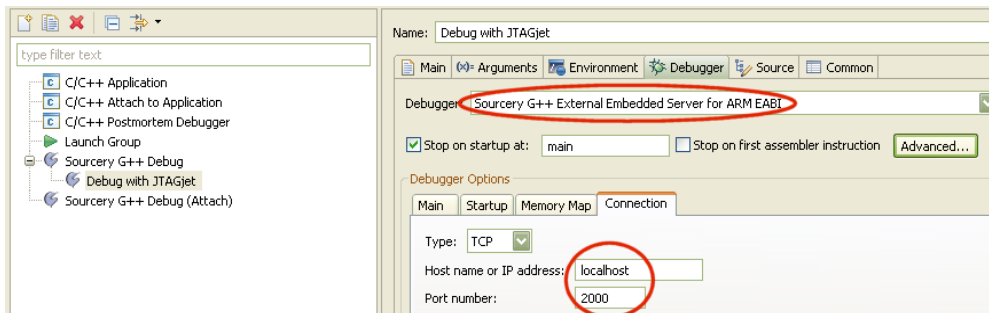 type filter text
C/C++ Application
C/C++ Attach to Application
C/C++ Postmortem Debugger
Launch Group
Sourcery G++ Debug
Debug with JTAGjet
Sourcery G++ Debug (Attach)
Name: Debug with JTAGjet
Main (x)= Arguments Environment Debugger Source Common
Debugger Sourcery G++ External Embedded Server for ARM EABI
Stop on startup at: main Stop on first assembler instruction Advanced...
Debugger Options
Main Startup Memory Map Connection
Type: TCP
Host name or IP address: localhost
Port number: 2000